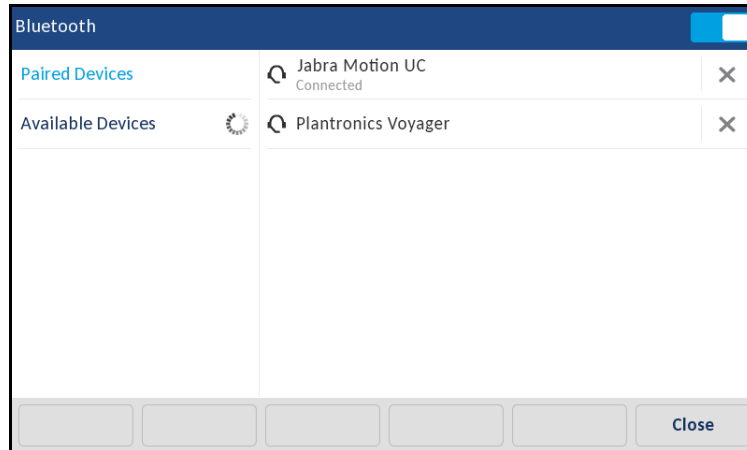 Bluetooth
Paired Devices
Available Devices
Jabra Motion UC
Connected
Plantronics Voyager
Close